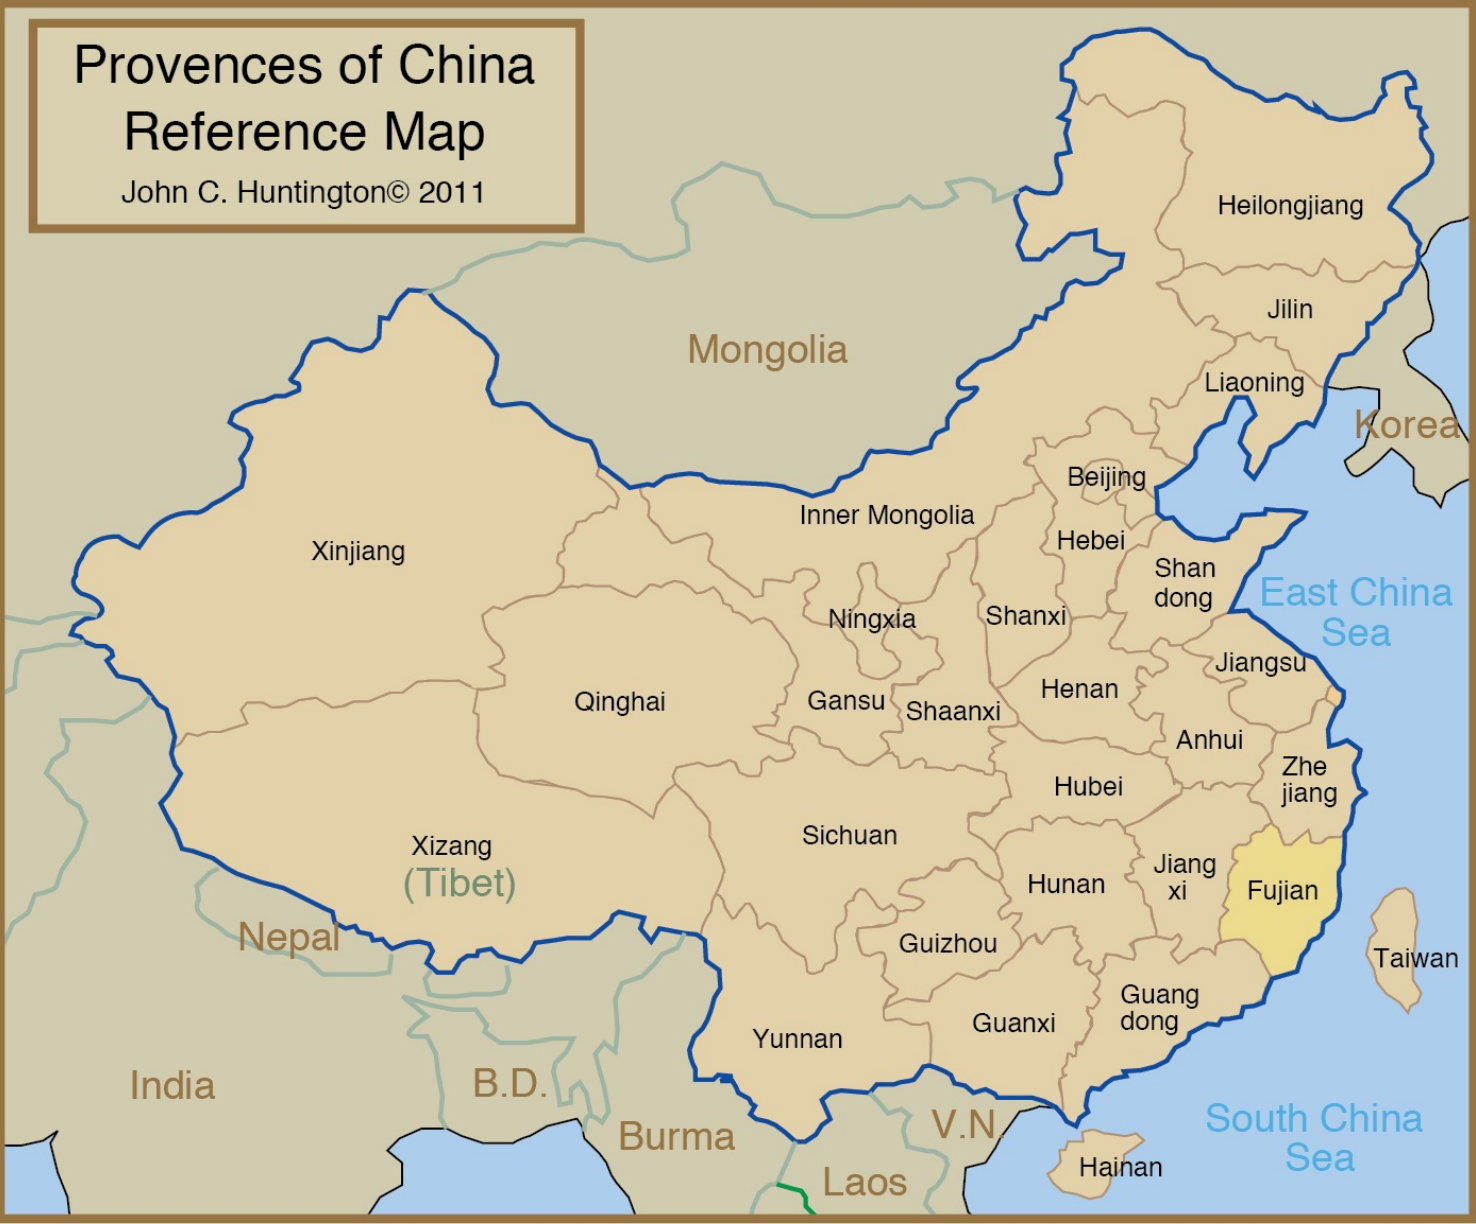 Provences of China
Reference Map
John C. Huntington© 2011
Heilongjiang
Jilin
Mongolia
Liaoning
Korea
Beijing
Inner Mongolia
Hebei
Xinjiang
Shan
dong
East China
Sea
Ningxia
Shanxi
Jiangsu
Qinghai
Gansu
Shaanxi
Henan
Anhui
Zhe
jiang
Hubei
Sichuan
Xizang
(Tibet)
Hunan
Jiang
xi
Fujian
Nepal
Guizhou
Taiwan
Guang
dong
Guanxi
Yunnan
India
B.D.
Burma
V.N.
South China
Sea
Laos
Hainan